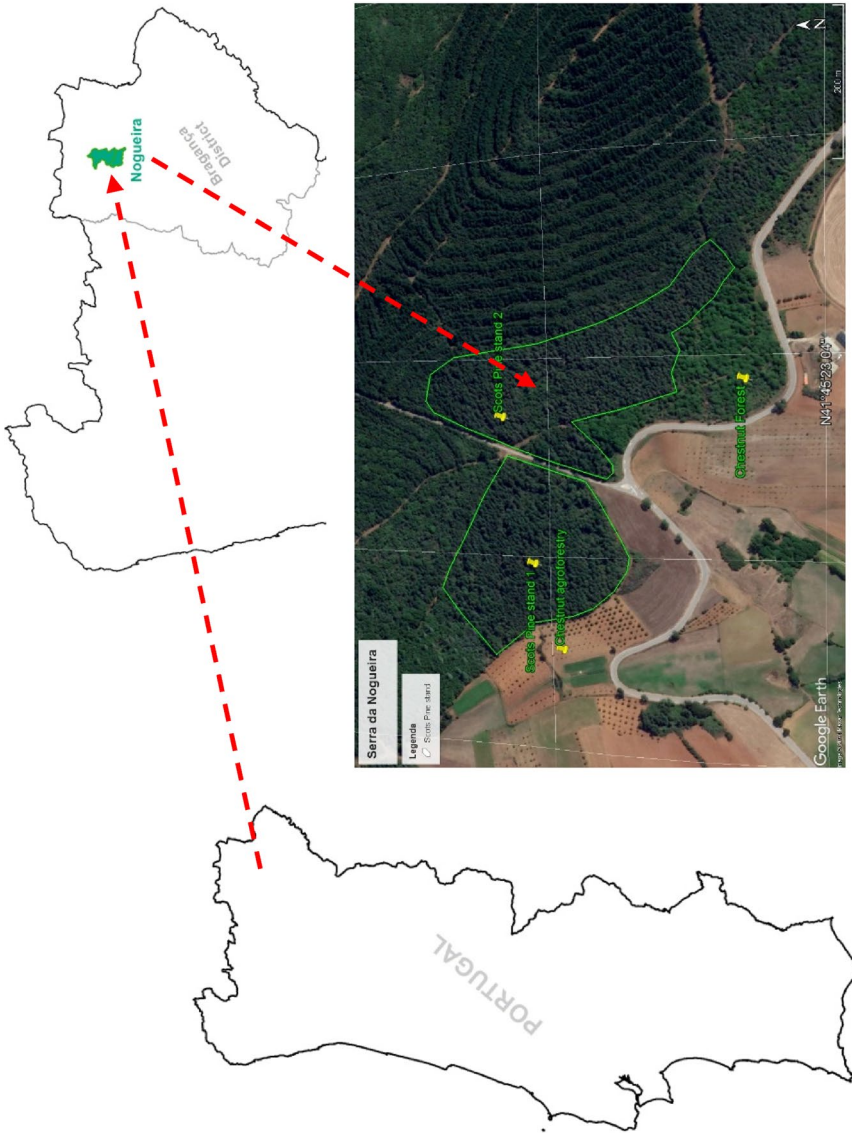 PORTUGAL
Nogueira
Bragança
District
Serra da Nogueira
Legenda
Scots Pine stand
Scots Pine stand 1
Chestnut agroforestry
Scots Pine stand 2
Chestnut Forest
N41°45'23.04"
N
200 m
Google Earth